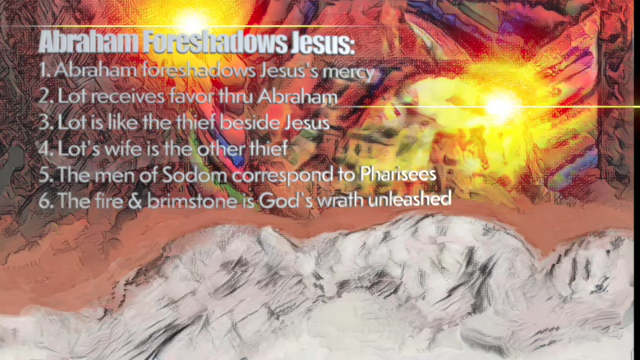 Abraham Foreshadows Jesus:
1. Abraham foreshadows Jesus's mercy
2. Lot receives favor thru Abraham
3. Lot is like the thief beside Jesus
4. Lot's wife is the other thief
5. The men of Sodom correspond to Pharisees
6. The fire & brimstone is God's wrath unleashed